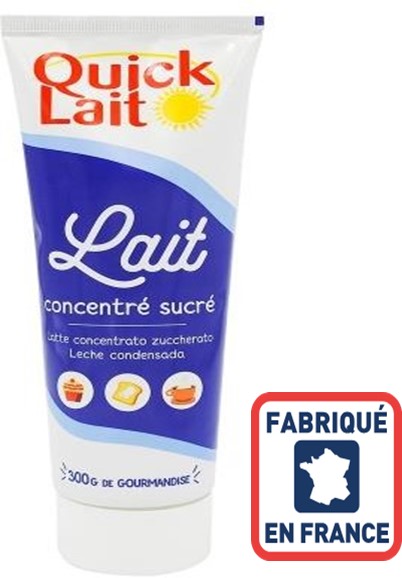 Quick
Lait
Lait
concentré sucré
Latte concentrato zuccherato
Leche condensada
300G DE GOURMANDISE
FABRIQUÉ
EN FRANCE